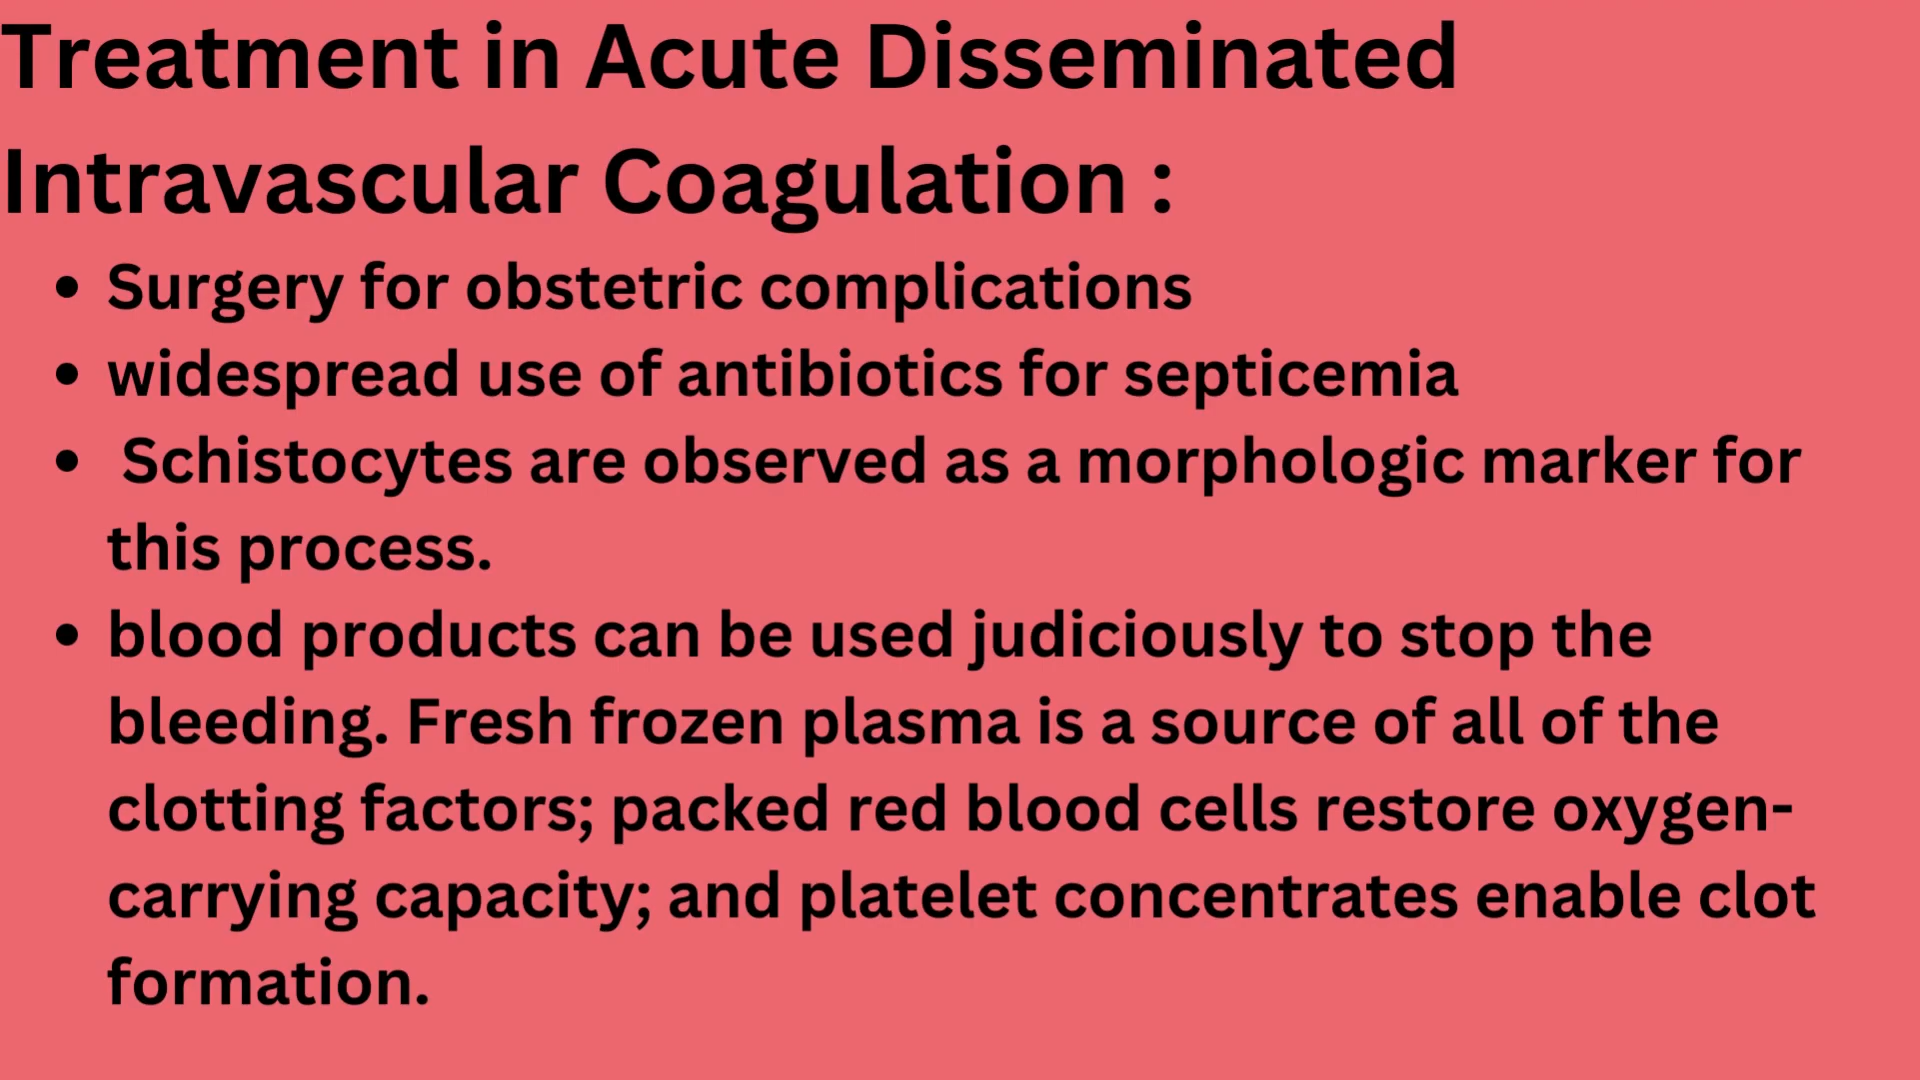 Treatment in Acute Disseminated
Intravascular Coagulation :
• Surgery for obstetric complications
• widespread use of antibiotics for septicemia
• Schistocytes are observed as a morphologic marker for
this process.
• blood products can be used judiciously to stop the
bleeding. Fresh frozen plasma is a source of all of the
clotting factors; packed red blood cells restore oxygen-
carrying capacity; and platelet concentrates enable clot
formation.